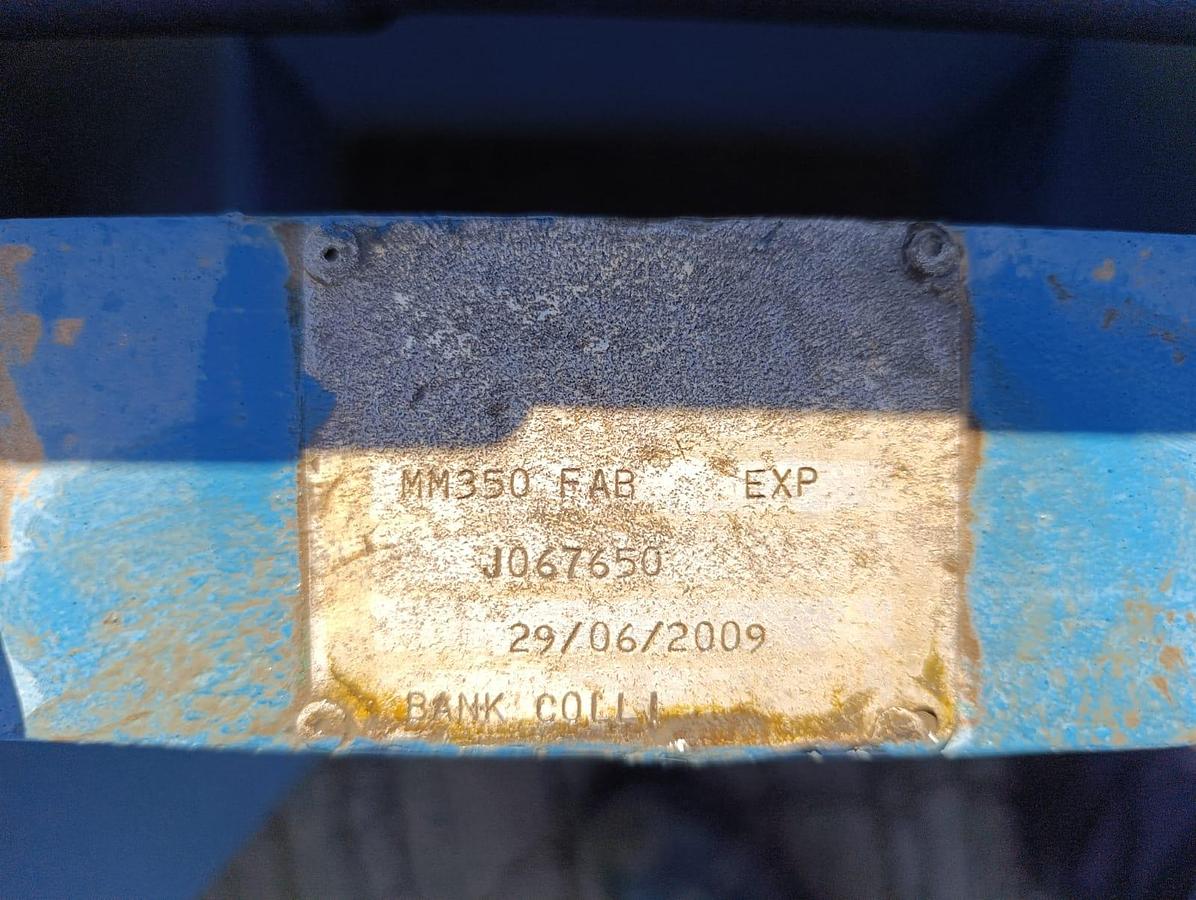 MM350 FAB EXP
J067650
29/06/2009
BANK COLLI